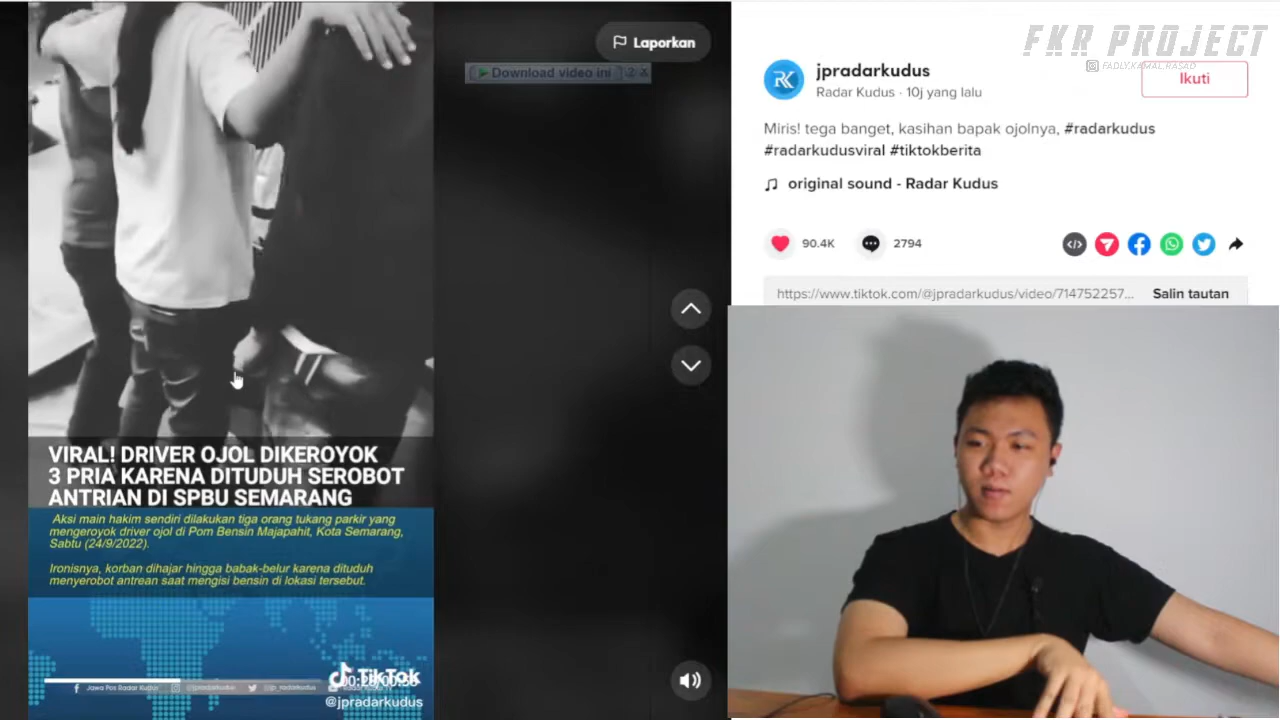 Laporkan
Download video ini
FKR PROJECT
FADLY.KAMAL.RASAD
jpradarkudus
Radar Kudus · 10j yang lalu
Ikuti
Miris! tega banget, kasihan bapak ojolnya, #radarkudus
#radarkudusviral #tiktokberita
original sound - Radar Kudus
90.4K
2794
https://www.tiktok.com/@jpradarkudus/video/714752257...
Salin tautan
VIRAL! DRIVER OJOL DIKEROYOK
3 PRIA KARENA DITUDUH SEROBOT
ANTRIAN DI SPBU SEMARANG
Aksi main hakim sendiri dilakukan tiga orang tukang parkir yang
mengeroyok driver ojol di Pom Bensin Majapahit, Kota Semarang,
Sabtu (24/9/2022).
Ironisnya, korban dihajar hingga babak-belur karena dituduh
menyerobot antrean saat mengisi bensin di lokasi tersebut.
TikTok
Jawa Pos Radar Kudus
@jpradarkudus